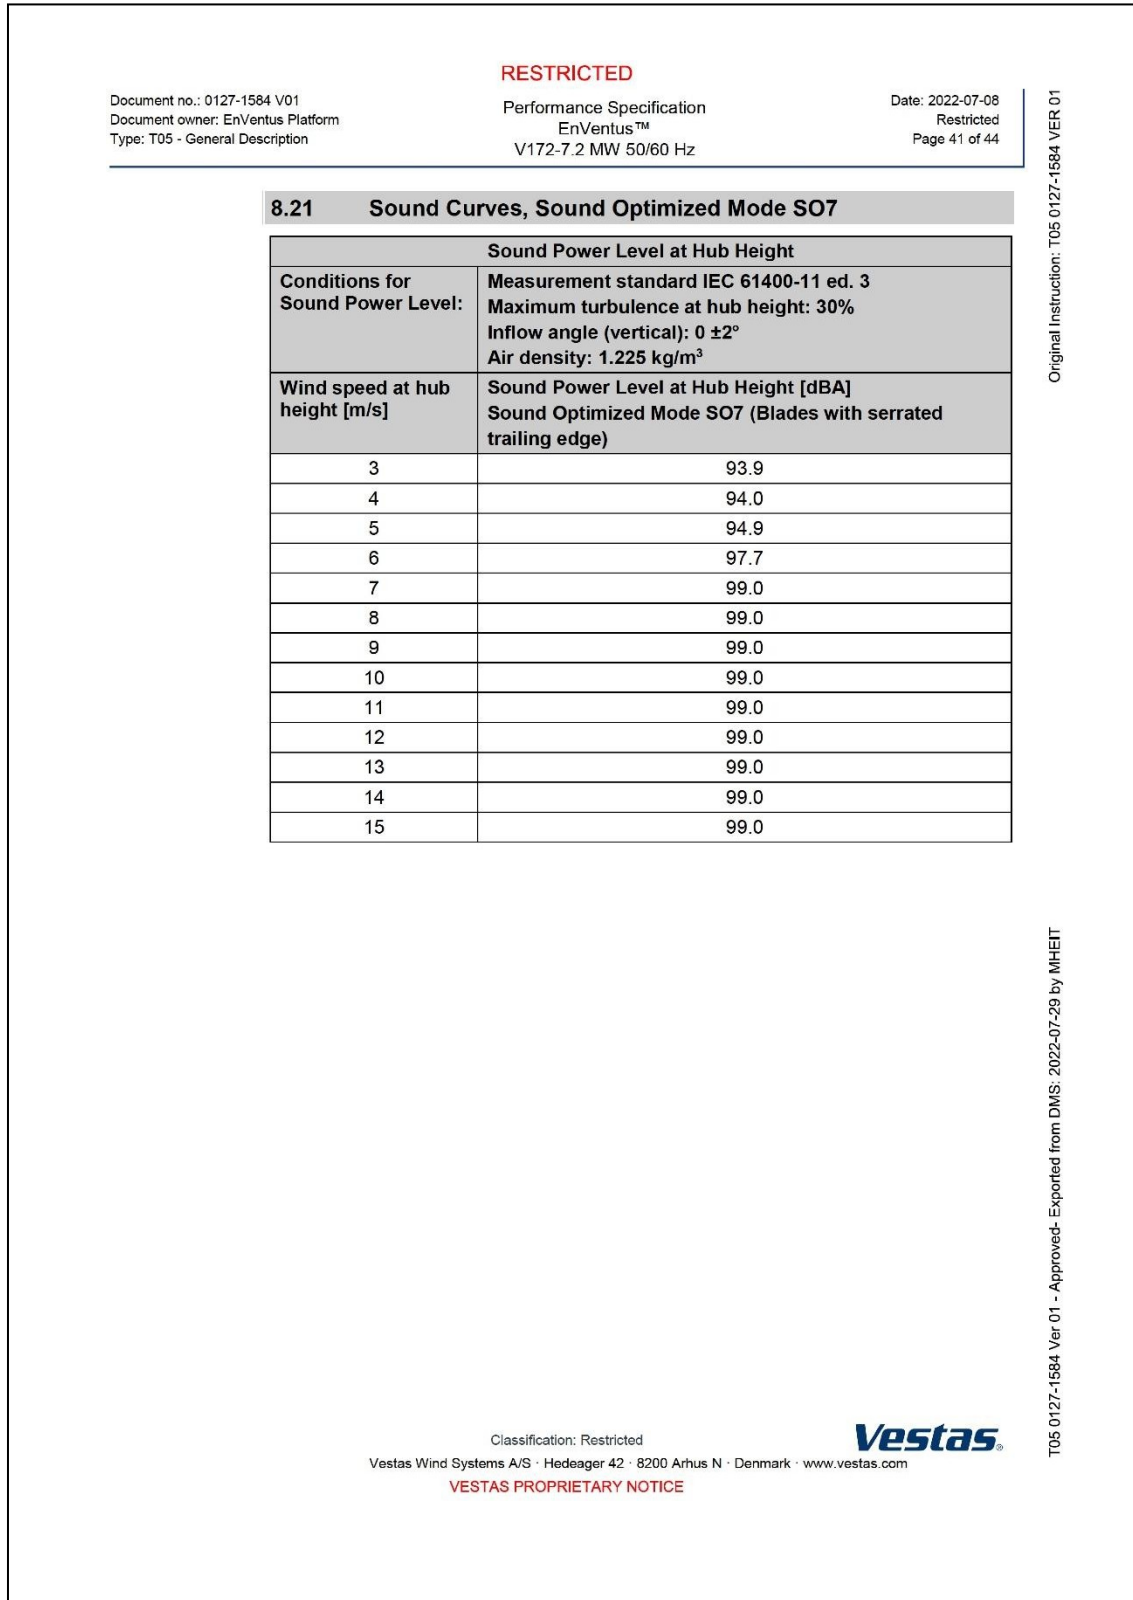 RESTRICTED
Document no.: 0127-1584 V01
Document owner: EnVentus Platform
Type: T05 - General Description
Performance Specification
EnVentus™
V172-7.2 MW 50/60 Hz
Date: 2022-07-08
Restricted
Page 41 of 44
Original Instruction: T05 0127-1584 VER 01
8.21 Sound Curves, Sound Optimized Mode SO7
Sound Power Level at Hub Height
Conditions for
Sound Power Level:
Measurement standard IEC 61400-11 ed. 3
Maximum turbulence at hub height: 30%
Inflow angle (vertical): 0 ±2º
Air density: 1.225 kg/m³
Wind speed at hub
height [m/s]
Sound Power Level at Hub Height [dBA]
Sound Optimized Mode SO7 (Blades with serrated
trailing edge)
3 93.9
4 94.0
5 94.9
6 97.7
7 99.0
8 99.0
9 99.0
10 99.0
11 99.0
12 99.0
13 99.0
14 99.0
15 99.0
T05 0127-1584 Ver 01 - Approved- Exported from DMS: 2022-07-29 by MHEIT
Classification: Restricted
Vestas®
Vestas Wind Systems A/S · Hedeager 42 · 8200 Arhus N · Denmark · www.vestas.com
VESTAS PROPRIETARY NOTICE